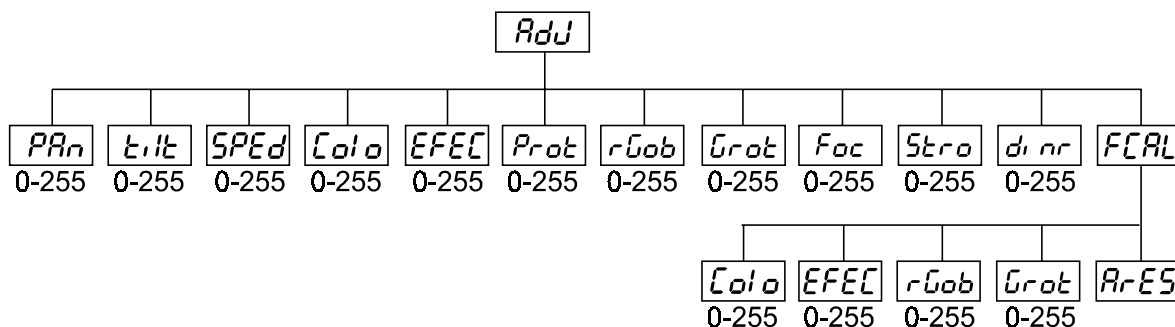 AdJ
PAn tilt SPEd Colo EFEC Prot rGob Grot Foc Stro dinr FCAL
0-255 0-255 0-255 0-255 0-255 0-255 0-255 0-255 0-255 0-255 0-255
Colo EFEC rGob Grot ArES
0-255 0-255 0-255 0-255